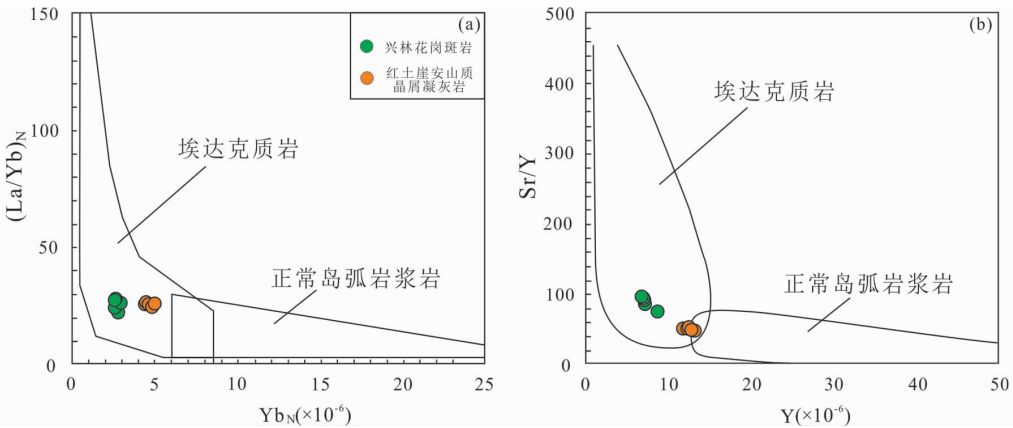 150
(a)
兴林花岗斑岩
红土崖安山质
晶屑凝灰岩
100
埃达克质岩
(La/Yb)N
50
正常岛弧岩浆岩
0
0 5 10 15 20 25
YbN(×10-6)
500
(b)
400
埃达克质岩
300
Sr/Y
200
正常岛弧岩浆岩
100
0
0 10 20 30 40 50
Y(×10-6)